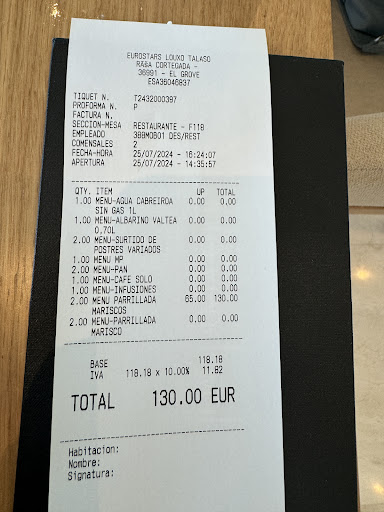 EUROSTARS LOUXO TALASO
RA&A CORTEGADA -
36991 - EL GROVE
ESA36046837
TIQUET N. T2432000397
PROFORMA N. P
FACTURA N.
SECCION-MESA RESTAURANTE - F11B
EMPLEADO 38BM0601 DES/REST
COMENSALES 2
FECHA-HORA 25/07/2024 - 16:24:07
APERTURA 25/07/2024 - 14:35:57
QTY. ITEM UP TOTAL
1.00 MENU-AGUA CABREIROA 0.00 0.00
SIN GAS 1L
1.00 MENU-ALBARINO VALTEA 0.00 0.00
0,70L
2.00 MENU-SURTIDO DE 0.00 0.00
POSTRES VARIADOS
1.00 MENU MP 0.00 0.00
2.00 MENU-PAN 0.00 0.00
1.00 MENU-CAFE SOLO 0.00 0.00
1.00 MENU-INFUSIONES 0.00 0.00
2.00 MENU PARRILLADA 65.00 130.00
MARISCOS
2.00 MENU-PARRILLADA 0.00 0.00
MARISCO
BASE 118.18
IVA 118.18 x 10.00% 11.82
TOTAL 130.00 EUR
Habitacion:
Nombre:
Signatura: